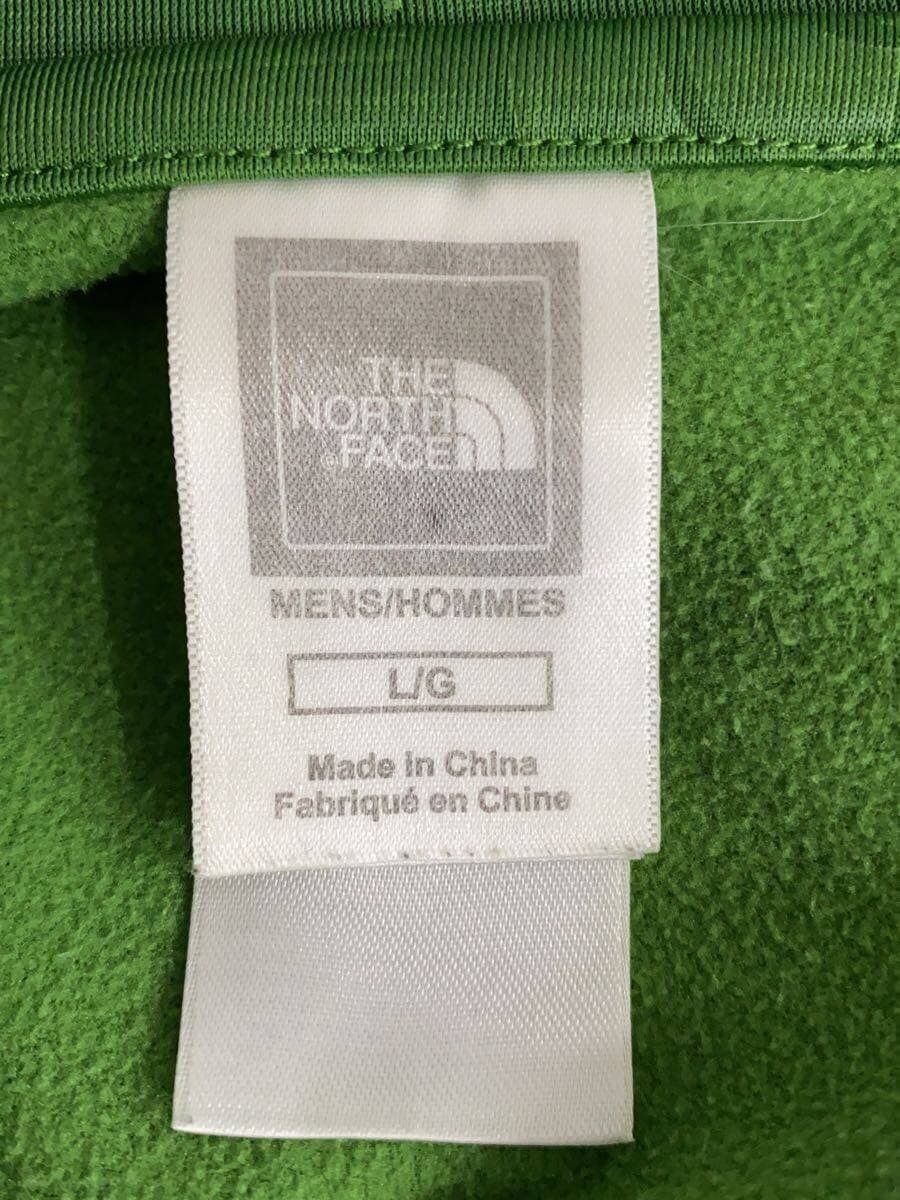 THE
NORTH
®FACE
MENS/HOMMES
L/G
Made in China
Fabriqué en Chine